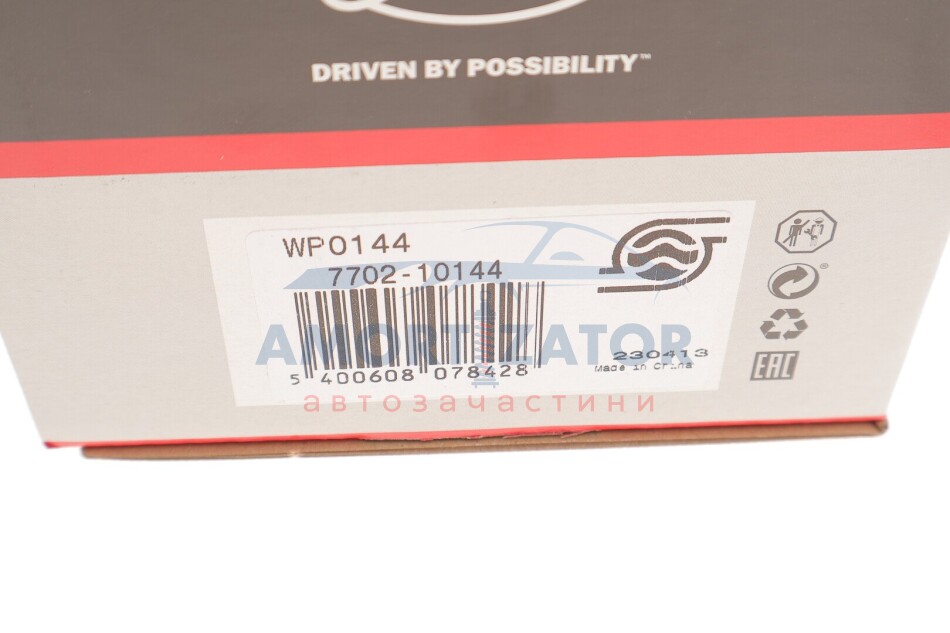 DRIVEN BY POSSIBILITY™
WP0144
7702-10144
AMORTIZATOR
5 400608 078428
230413
Made in China
автозачастини
®
EAC